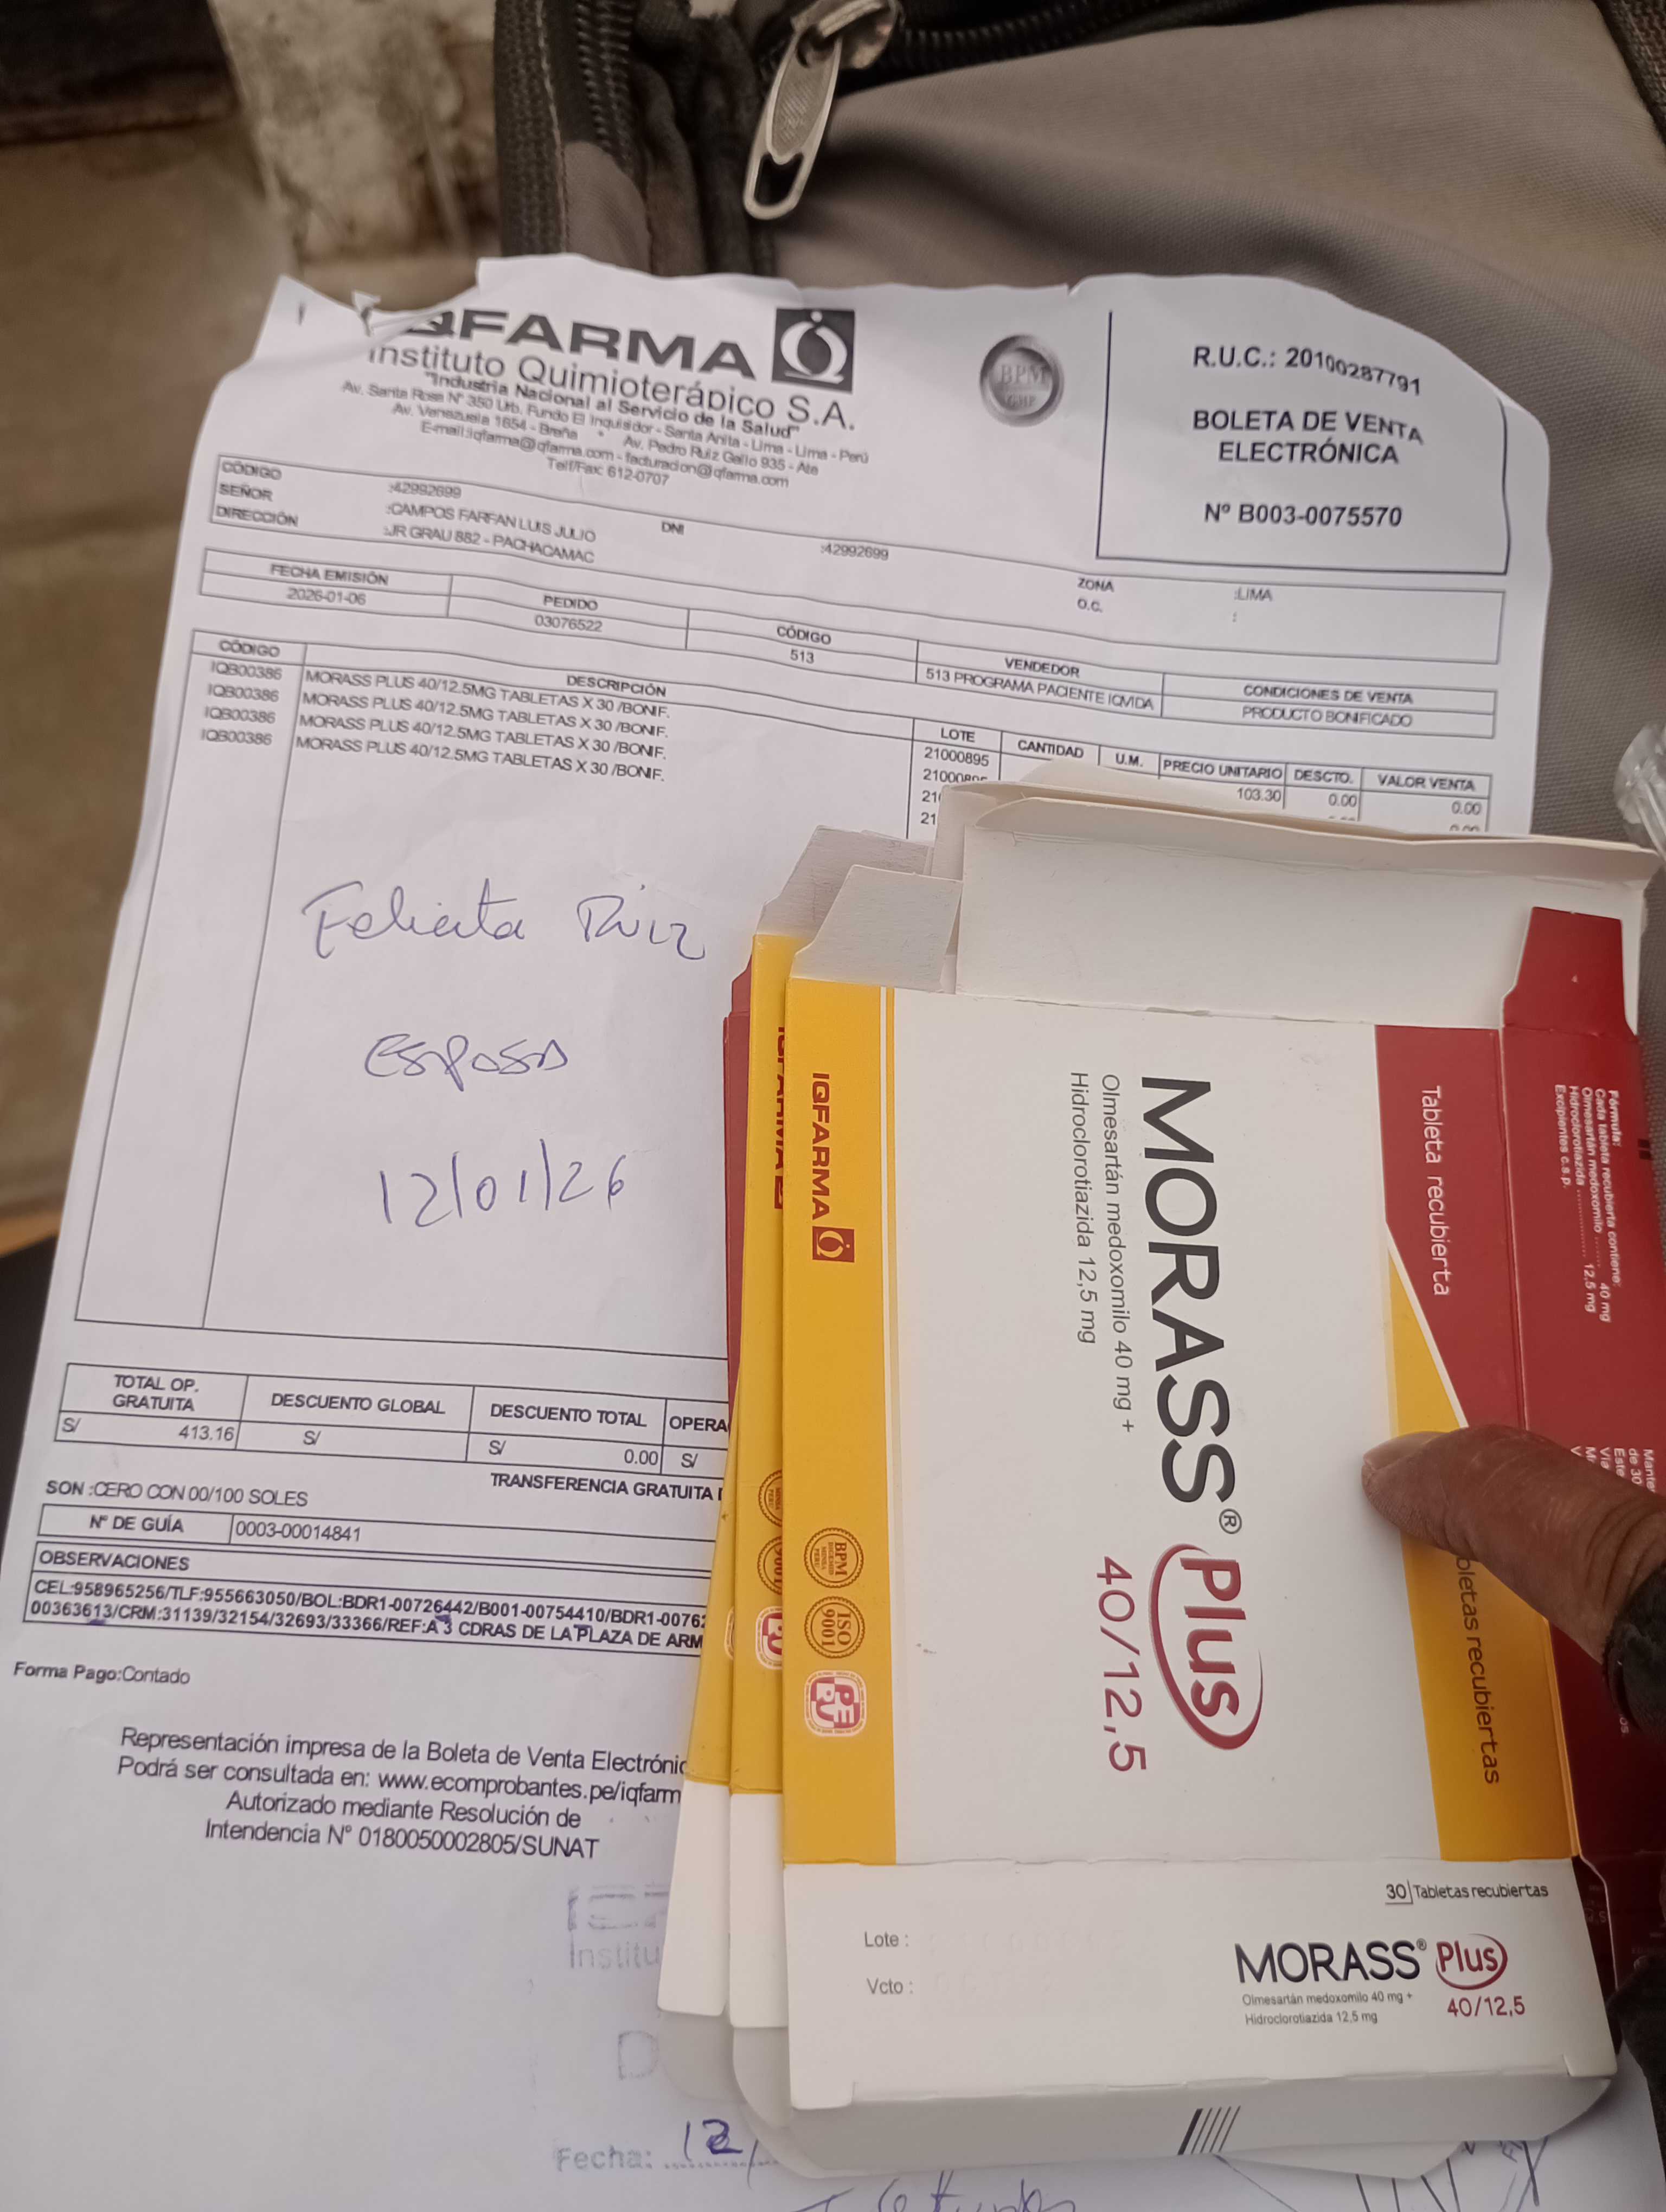 QFARMA
Instituto Quimioterápico S.A.
"Industria Nacional al Servicio de la Salud"
Av. Santa Rosa N° 350 Urb. Fundo El Inquisidor - Santa Anita - Lima - Lima - Perú
Av. Venezuela 1654 - Breña * Av. Pedro Ruiz Gallo 935 - Ate
E-mail:iqfarma@iqfarma.com - facturacion@iqfarma.com
Telf/Fax: 612-0707
BPM
GMP
R.U.C.: 20100287791
BOLETA DE VENTA
ELECTRÓNICA
Nº B003-0075570
CÓDIGO :42992699
SEÑOR :CAMPOS FARFAN LUIS JULIO DNI :42992699
DIRECCIÓN :JR GRAU 882 - PACHACAMAC
ZONA :LIMA
O.C. :
FECHA EMISIÓN PEDIDO CÓDIGO VENDEDOR CONDICIONES DE VENTA
2026-01-06 03076522 513 513 PROGRAMA PACIENTE IQVIDA PRODUCTO BONIFICADO
CÓDIGO DESCRIPCIÓN LOTE CANTIDAD U.M. PRECIO UNITARIO DESCTO. VALOR VENTA
IQB00386 MORASS PLUS 40/12.5MG TABLETAS X 30 /BONIF. 21000895 103.30 0.00 0.00
IQB00386 MORASS PLUS 40/12.5MG TABLETAS X 30 /BONIF.
IQB00386 MORASS PLUS 40/12.5MG TABLETAS X 30 /BONIF. 21
IQB00386 MORASS PLUS 40/12.5MG TABLETAS X 30 /BONIF. 21
Felicita Ruiz
Esposa
12/01/26
TOTAL OP. GRATUITA DESCUENTO GLOBAL DESCUENTO TOTAL OPERA
S/ 413.16 S/ S/ 0.00 S/
TRANSFERENCIA GRATUITA
SON :CERO CON 00/100 SOLES
Nº DE GUÍA 0003-00014841
OBSERVACIONES
CEL:958965256/TLF:955663050/BOL:BDR1-00726442/B001-00754410/BDR1-0076
00363613/CRM:31139/32154/32693/33366/REF:A 3 CDRAS DE LA PLAZA DE ARM
Forma Pago:Contado
Representación impresa de la Boleta de Venta Electrónic
Podrá ser consultada en: www.ecomprobantes.pe/iqfarm
Autorizado mediante Resolución de
Intendencia N° 0180050002805/SUNAT
Institu
D
Fecha: 12
MORASS® Plus 40/12,5
Olmesartán medoxomilo 40 mg +
Hidroclorotiazida 12,5 mg
Tableta recubierta
bletas recubiertas
IQFARMA
BPM
ISO 9001
PERU
Fórmula:
Cada tableta recubierta contiene:
Olmesartán medoxomilo ....... 40 mg
Hidroclorotiazida ................ 12,5 mg
Excipientes c.s.p.
30 Tabletas recubiertas
MORASS® Plus
Olmesartán medoxomilo 40 mg +
Hidroclorotiazida 12,5 mg
40/12,5
Lote :
Vcto :